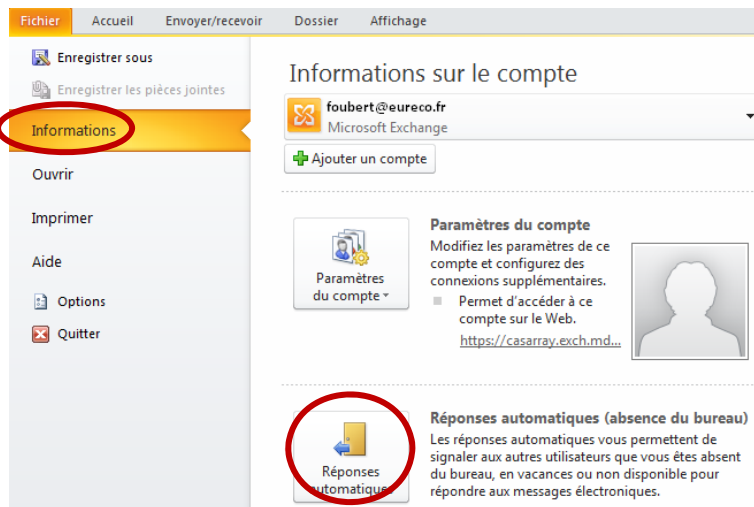 Fichier Accueil Envoyer/recevoir Dossier Affichage
Enregistrer sous
Enregistrer les pièces jointes
Informations
Ouvrir
Imprimer
Aide
Options
Quitter
Informations sur le compte
foubert@eureco.fr
Microsoft Exchange
Ajouter un compte
Paramètres
du compte
Paramètres du compte
Modifiez les paramètres de ce
compte et configurez des
connexions supplémentaires.
Permet d'accéder à ce
compte sur le Web.
https://casarray.exch.md...
Réponses
automatiques
Réponses automatiques (absence du bureau)
Les réponses automatiques vous permettent de
signaler aux autres utilisateurs que vous êtes absent
du bureau, en vacances ou non disponible pour
répondre aux messages électroniques.